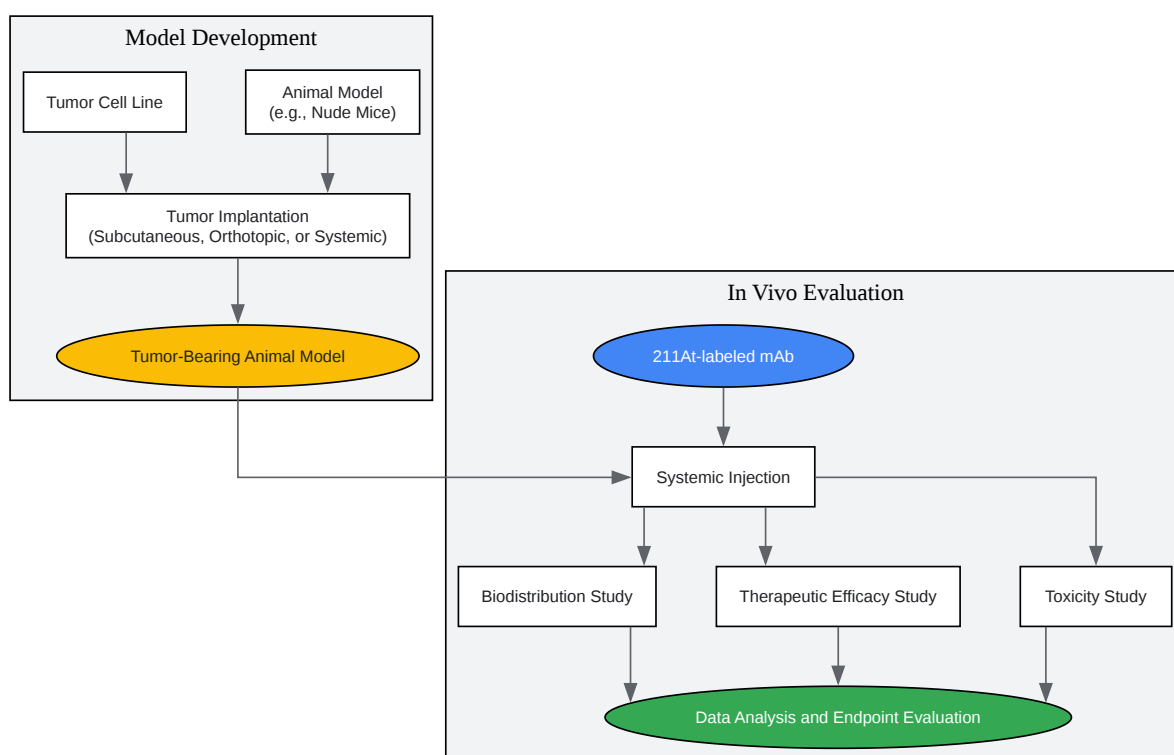 Model Development
Tumor Cell Line
Animal Model
(e.g., Nude Mice)
Tumor Implantation
(Subcutaneous, Orthotopic, or Systemic)
Tumor-Bearing Animal Model
In Vivo Evaluation
211At-labeled mAb
Systemic Injection
Biodistribution Study
Therapeutic Efficacy Study
Toxicity Study
Data Analysis and Endpoint Evaluation